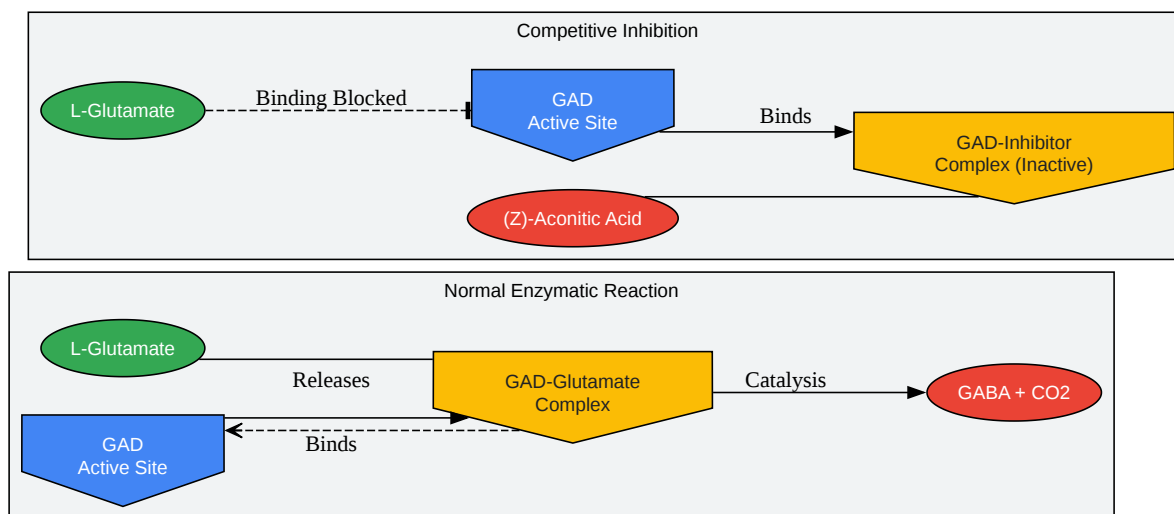 Competitive Inhibition
L-Glutamate
Binding Blocked
GAD
Active Site
Binds
GAD-Inhibitor
Complex (Inactive)
(Z)-Aconitic Acid
Normal Enzymatic Reaction
L-Glutamate
Releases
GAD-Glutamate
Complex
Catalysis
GABA + CO2
GAD
Active Site
Binds